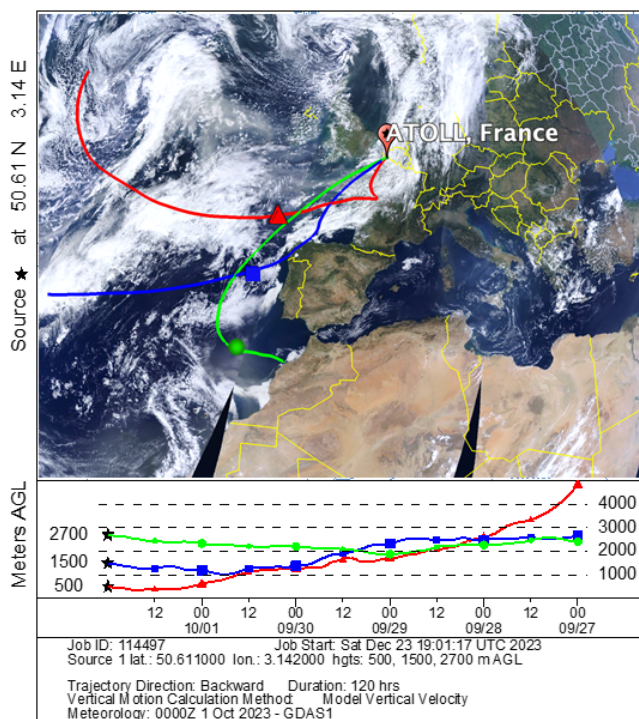 ATOLL, France
Source ★ at 50.61 N 3.14 E
Meters AGL
4000
3000
2700
2000
1500
1000
500
12 00 12 00 12 00 12 00 12 00
10/01 09/30 09/29 09/28 09/27
Job ID: 114497 Job Start: Sat Dec 23 19:01:17 UTC 2023
Source 1 lat.: 50.611000 lon.: 3.142000 hgts: 500, 1500, 2700 m AGL
Trajectory Direction: Backward Duration: 120 hrs
Vertical Motion Calculation Method: Model Vertical Velocity
Meteorology: 0000Z 1 Oct 2023 - GDAS1